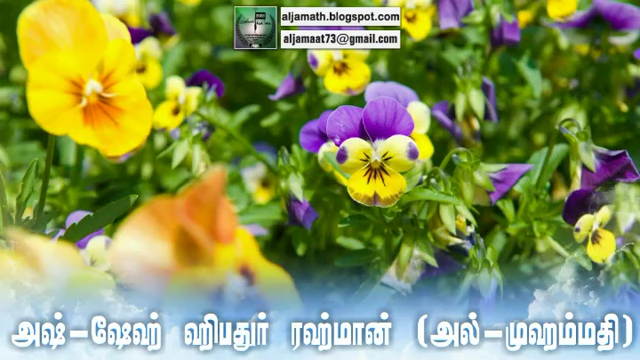 aljamath.blogspot.com
aljamaat73@gmail.com
அஷ்-ஷேஹ் ஹிபதுர் ரஹ்மான் (அல்-முஹம்மதி)